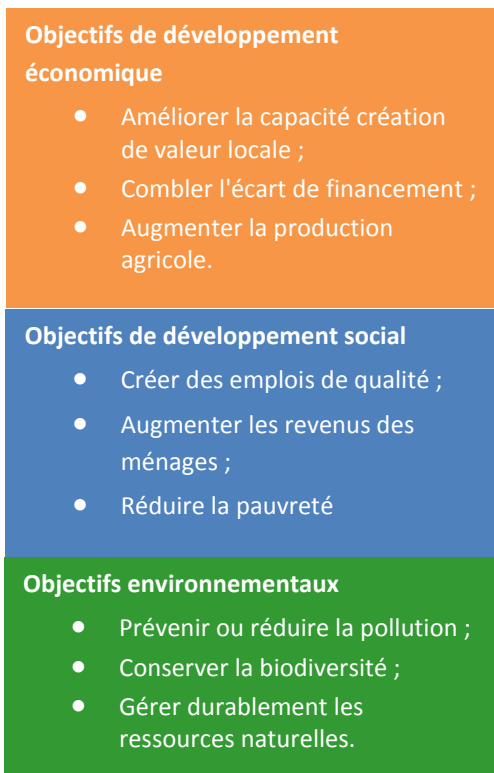 Objectifs de développement
économique
• Améliorer la capacité création
de valeur locale ;
• Combler l'écart de financement ;
• Augmenter la production
agricole.
Objectifs de développement social
• Créer des emplois de qualité ;
• Augmenter les revenus des
ménages ;
• Réduire la pauvreté
Objectifs environnementaux
• Prévenir ou réduire la pollution ;
• Conserver la biodiversité ;
• Gérer durablement les
ressources naturelles.